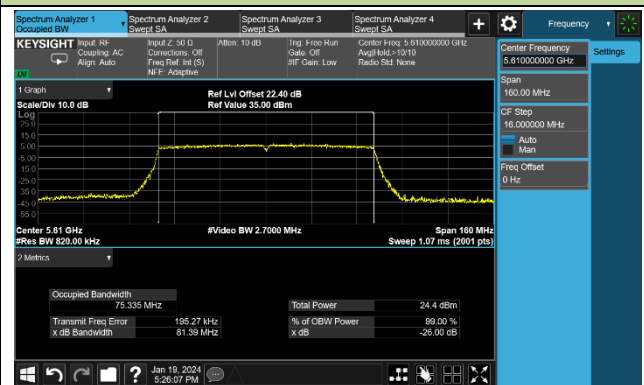 Spectrum Analyzer 1
Occupied BW
Spectrum Analyzer 2
Swept SA
Spectrum Analyzer 3
Swept SA
Spectrum Analyzer 4
Swept SA
+
Frequency
KEYSIGHT
Input: RF
Coupling: AC
Align: Auto
Input Z: 50 Ω
Corrections: Off
Freq Ref: Int (S)
NFE: Adaptive
Atten: 10 dB
Trig: Free Run
Gate: Off
#IF Gain: Low
Center Freq: 5.610000000 GHz
Avg|Hold:>10/10
Radio Std: None
LXI
Center Frequency
5.610000000 GHz
Settings
Span
160.00 MHz
CF Step
16.000000 MHz
Auto
Man
Freq Offset
0 Hz
1 Graph
Scale/Div 10.0 dB
Ref Lvl Offset 22.40 dB
Ref Value 35.00 dBm
Log
25.0
15.0
5.00
-5.00
-15.0
-25.0
-35.0
-45.0
-55.0
Center 5.61 GHz
#Res BW 820.00 kHz
#Video BW 2.7000 MHz
Span 160 MHz
Sweep 1.07 ms (2001 pts)
2 Metrics
Occupied Bandwidth
75.335 MHz
Total Power 24.4 dBm
Transmit Freq Error 195.27 kHz
% of OBW Power 99.00 %
x dB Bandwidth 81.39 MHz
x dB -26.00 dB
?
Jan 19, 2024
5:26:07 PM